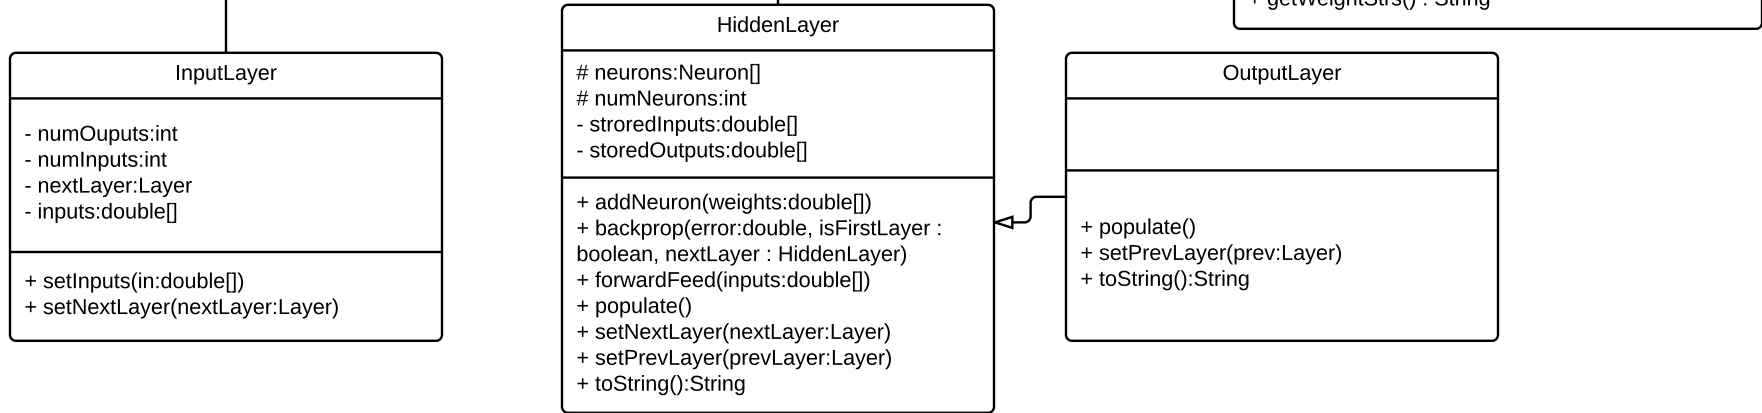 + getWeightStrs() : String
InputLayer
- numOuputs:int
- numInputs:int
- nextLayer:Layer
- inputs:double[]
+ setInputs(in:double[])
+ setNextLayer(nextLayer:Layer)
HiddenLayer
# neurons:Neuron[]
# numNeurons:int
- stroredInputs:double[]
- storedOutputs:double[]
+ addNeuron(weights:double[])
+ backprop(error:double, isFirstLayer :
boolean, nextLayer : HiddenLayer)
+ forwardFeed(inputs:double[])
+ populate()
+ setNextLayer(nextLayer:Layer)
+ setPrevLayer(prevLayer:Layer)
+ toString():String
OutputLayer
+ populate()
+ setPrevLayer(prev:Layer)
+ toString():String